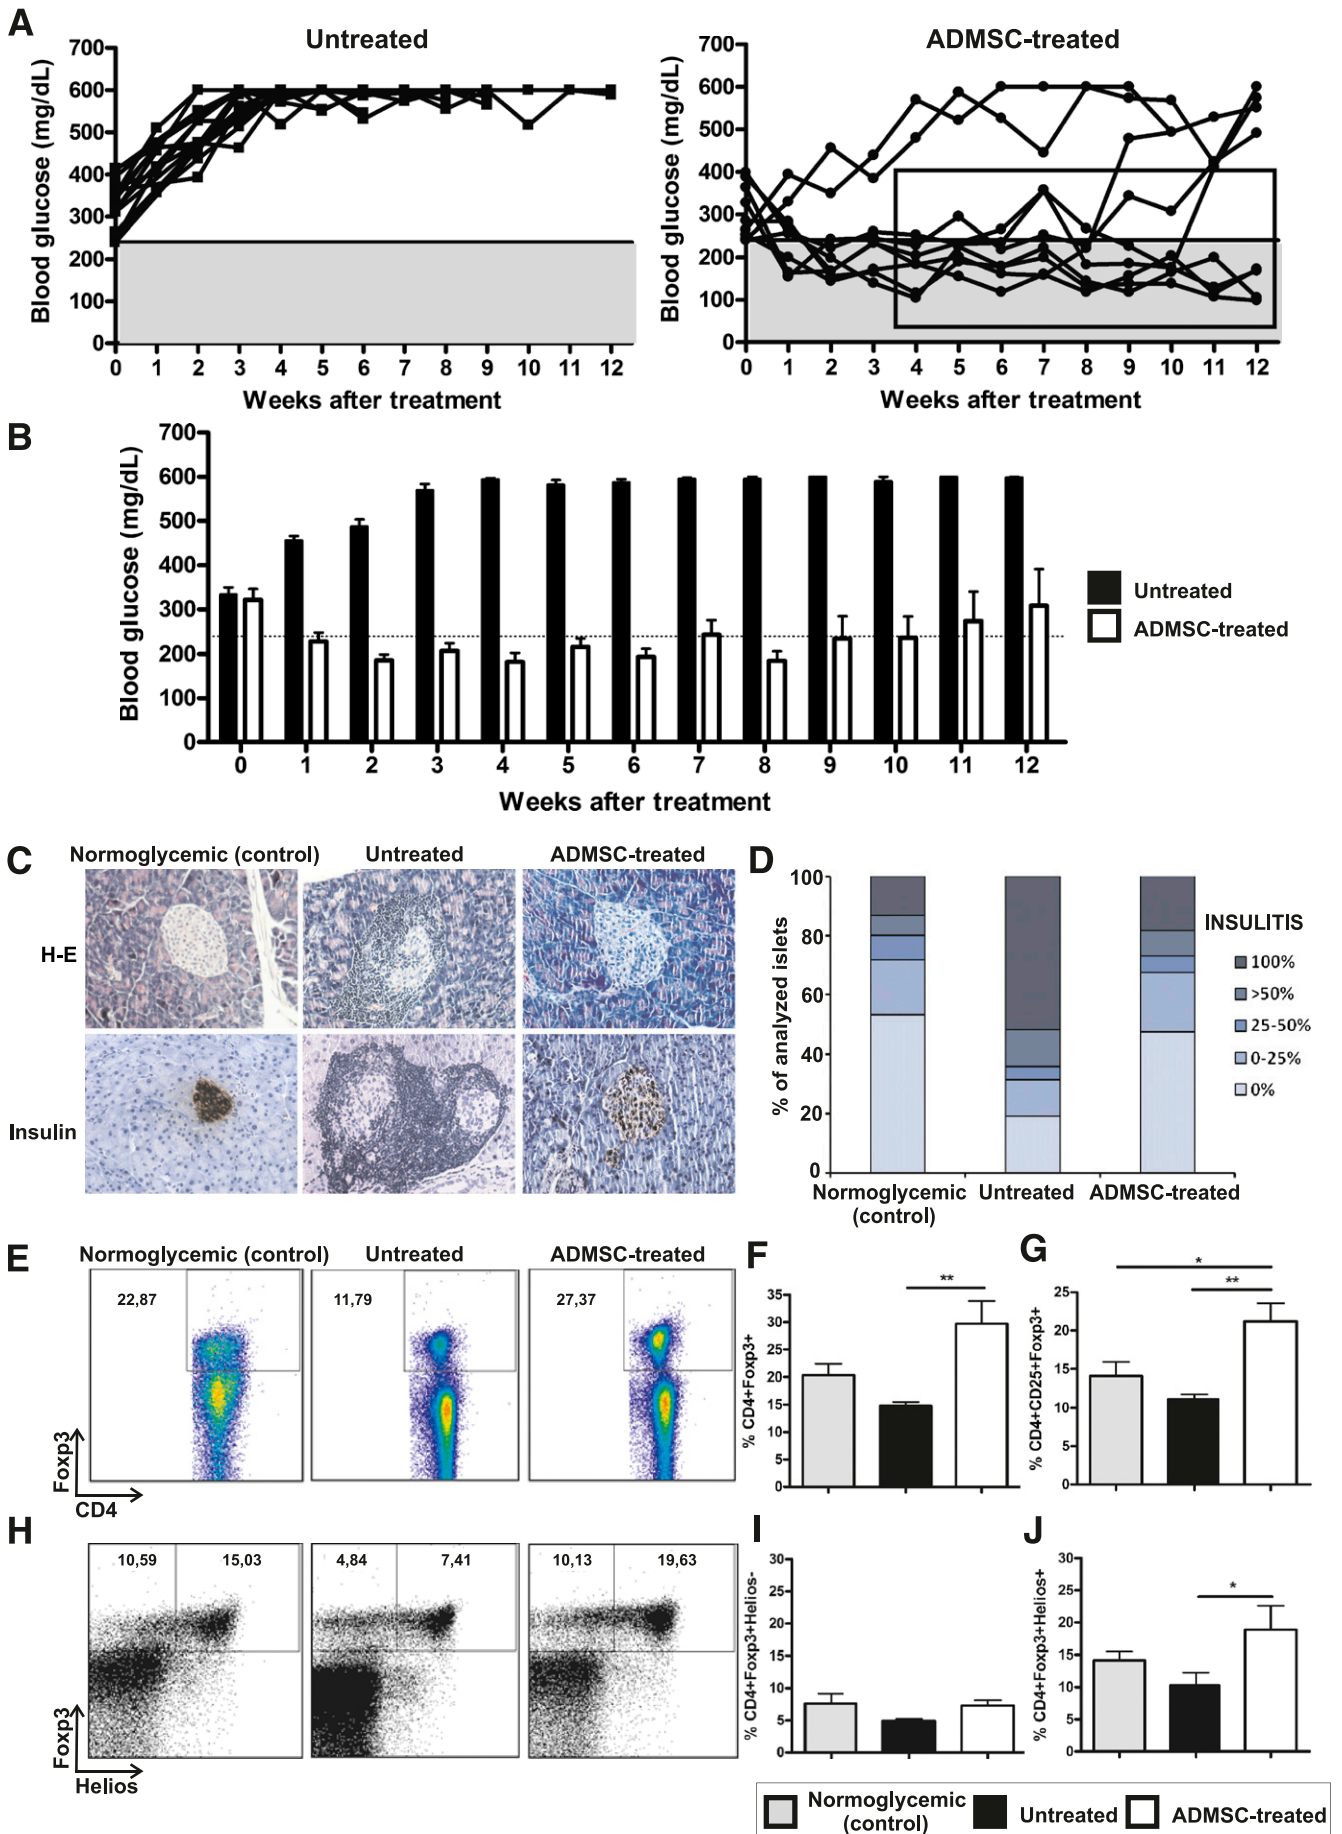 A
Untreated
ADMSC-treated
Blood glucose (mg/dL)
700
600
500
400
300
200
100
0
0 1 2 3 4 5 6 7 8 9 10 11 12
Weeks after treatment
Blood glucose (mg/dL)
700
600
500
400
300
200
100
0
0 1 2 3 4 5 6 7 8 9 10 11 12
Weeks after treatment
B
Blood glucose (mg/dL)
700
600
500
400
300
200
100
0
0 1 2 3 4 5 6 7 8 9 10 11 12
Weeks after treatment
Untreated
ADMSC-treated
C
Normoglycemic (control)
Untreated
ADMSC-treated
H-E
Insulin
D
% of analyzed islets
100
80
60
40
20
0
Normoglycemic
(control)
Untreated
ADMSC-treated
INSULITIS
100%
>50%
25-50%
0-25%
0%
E
Normoglycemic (control)
Untreated
ADMSC-treated
22,87
11,79
27,37
Foxp3
CD4
F
% CD4+Foxp3+
35
30
25
20
15
10
5
0
**
G
% CD4+CD25+Foxp3+
25
20
15
10
5
0
*
**
H
10,59 15,03
4,84 7,41
10,13 19,63
Foxp3
Helios
I
% CD4+Foxp3+Helios-
30
25
20
15
10
5
0
J
% CD4+Foxp3+Helios+
30
25
20
15
10
5
0
*
Normoglycemic
(control)
Untreated
ADMSC-treated